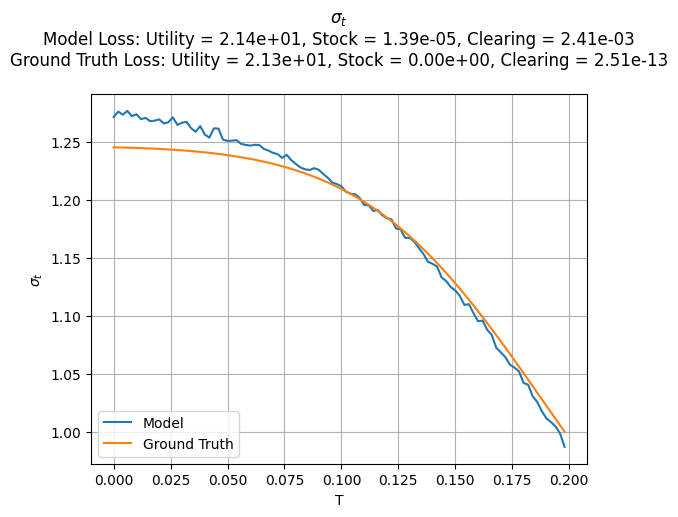 σt
Model Loss: Utility = 2.14e+01, Stock = 1.39e-05, Clearing = 2.41e-03
Ground Truth Loss: Utility = 2.13e+01, Stock = 0.00e+00, Clearing = 2.51e-13
1.25
1.20
1.15
1.10
1.05
1.00
σt
Model
Ground Truth
0.000 0.025 0.050 0.075 0.100 0.125 0.150 0.175 0.200
T